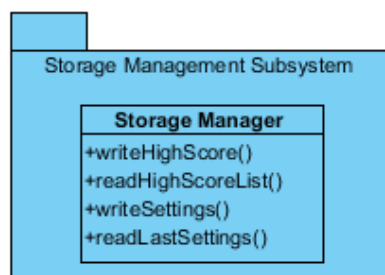 Storage Management Subsystem
Storage Manager
+writeHighScore()
+readHighScoreList()
+writeSettings()
+readLastSettings()